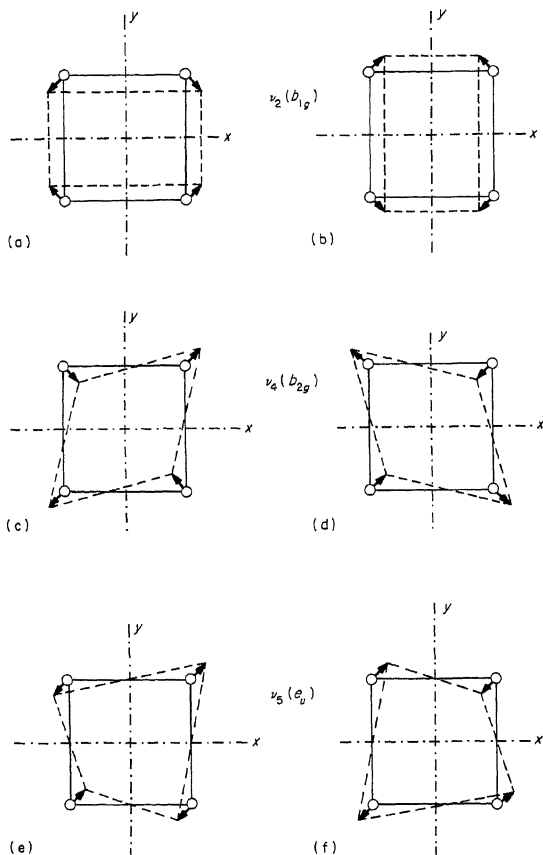 y
y
ν₂(b₁g)
x
x
(a)
(b)
y
y
ν₄(b₂g)
x
x
(c)
(d)
y
y
ν₅(eᵤ)
x
x
(e)
(f)